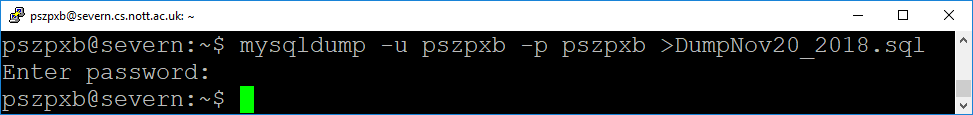 pszpxb@severn.cs.nott.ac.uk: ~
pszpxb@severn:~$ mysqldump -u pszpxb -p pszpxb >DumpNov20_2018.sql
Enter password:
pszpxb@severn:~$